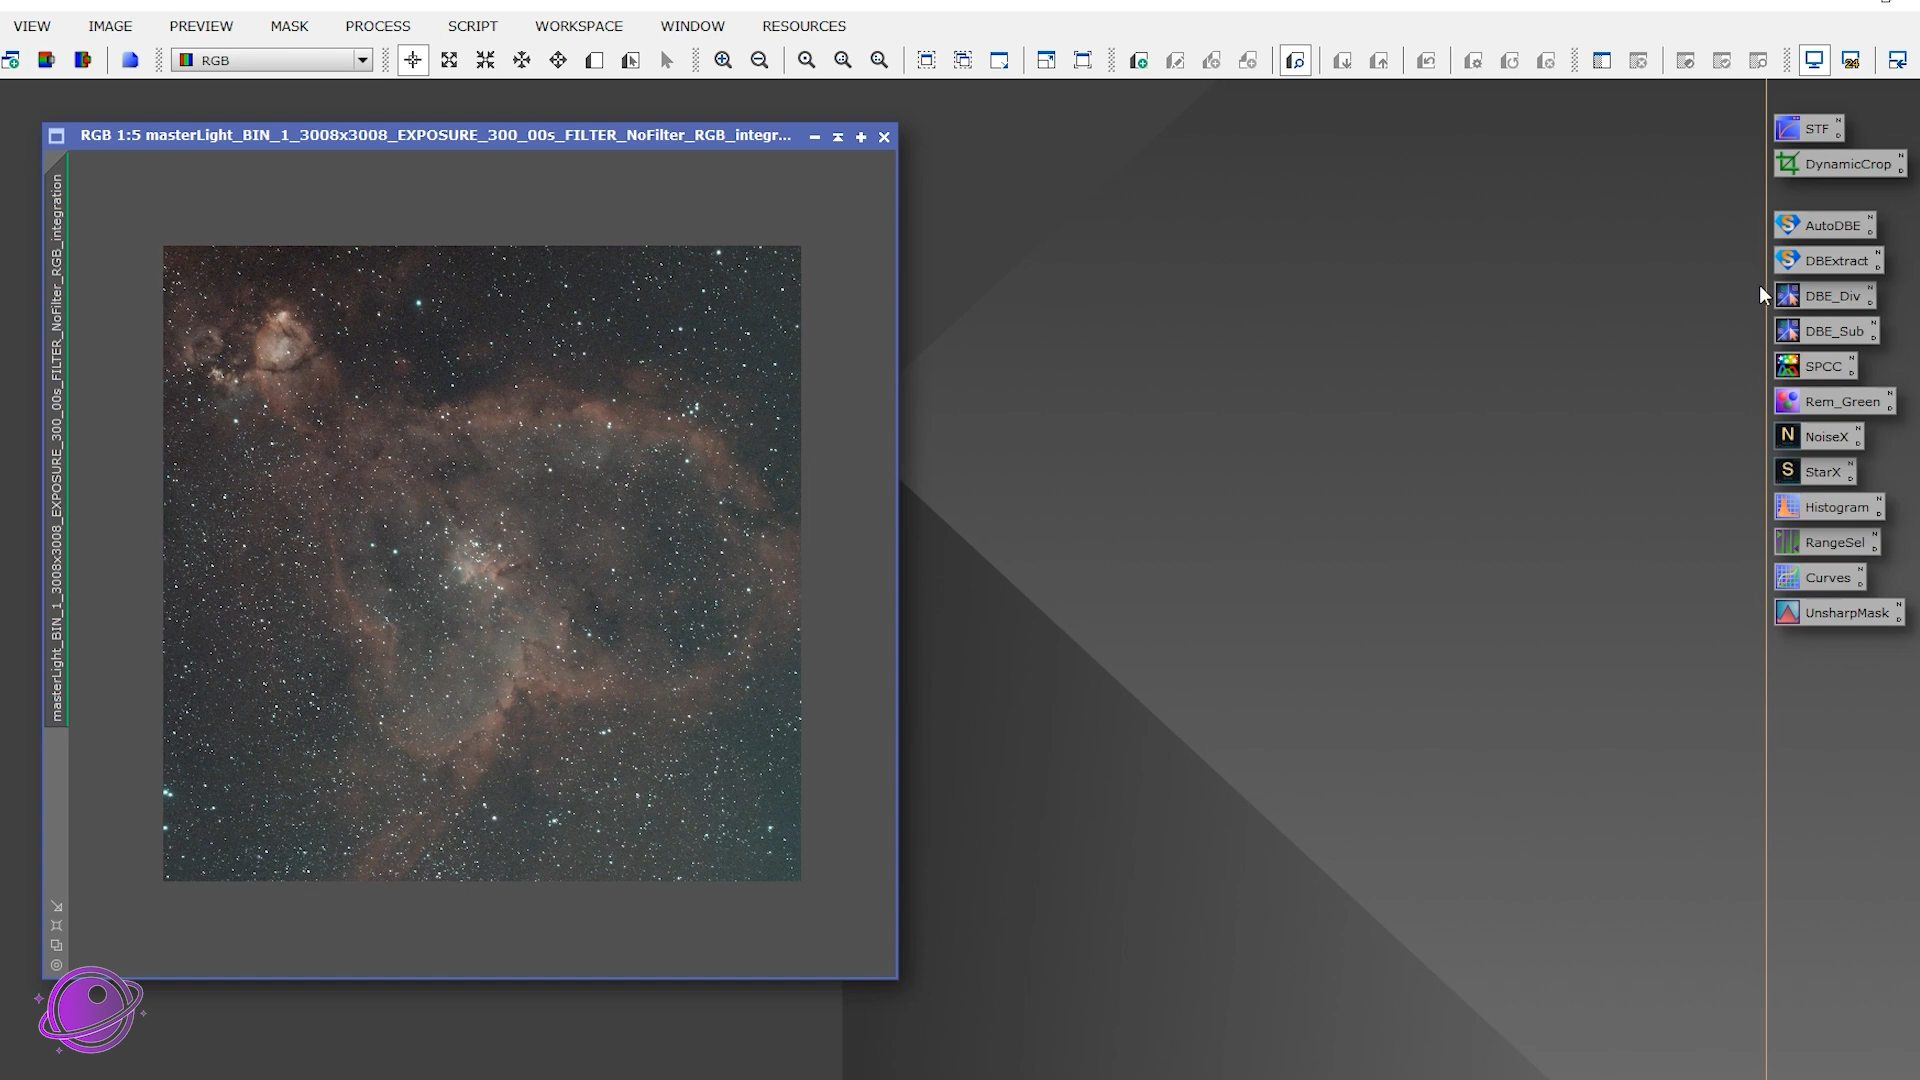 VIEW IMAGE PREVIEW MASK PROCESS SCRIPT WORKSPACE WINDOW RESOURCES
RGB
24
RGB 1:5 masterLight_BIN_1_3008x3008_EXPOSURE_300_00s_FILTER_NoFilter_RGB_integr...
masterLight_BIN_1_3008x3008_EXPOSURE_300_00s_FILTER_NoFilter_RGB_integration
STF N D
DynamicCrop N D
S AutoDBE N D
S DBExtract N D
DBE_Div N D
DBE_Sub N D
SPCC N D
Rem_Green N D
N NoiseX N D
S StarX N D
Histogram N D
RangeSel N D
Curves N D
UnsharpMask N D